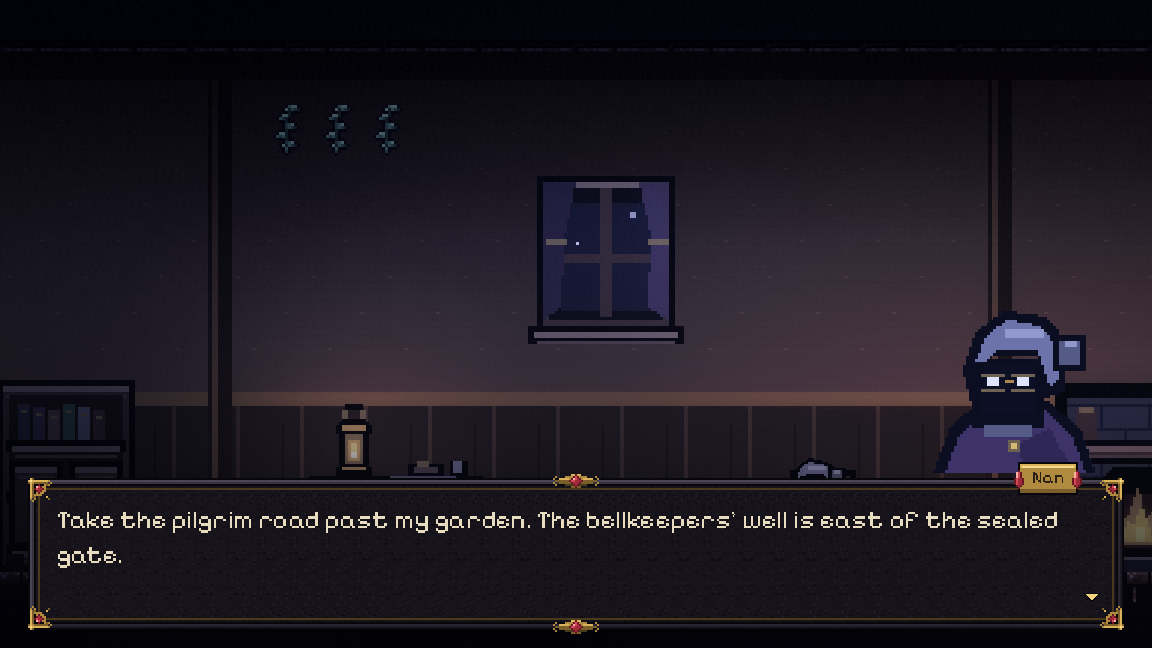 Nan
Take the pilgrim road past my garden. The bellkeepers' well is east of the sealed
gate.